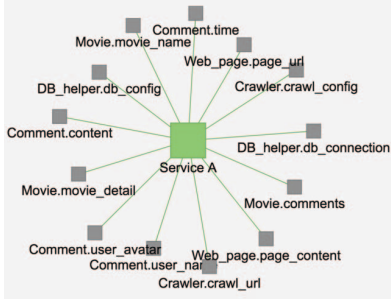 Comment.time
Movie.movie_name
Web_page.page_url
DB_helper.db_config
Crawler.crawl_config
Comment.content
DB_helper.db_connection
Service A
Movie.movie_detail
Movie.comments
Comment.user_avatar
Web_page.page_content
Comment.user_name
Crawler.crawl_url